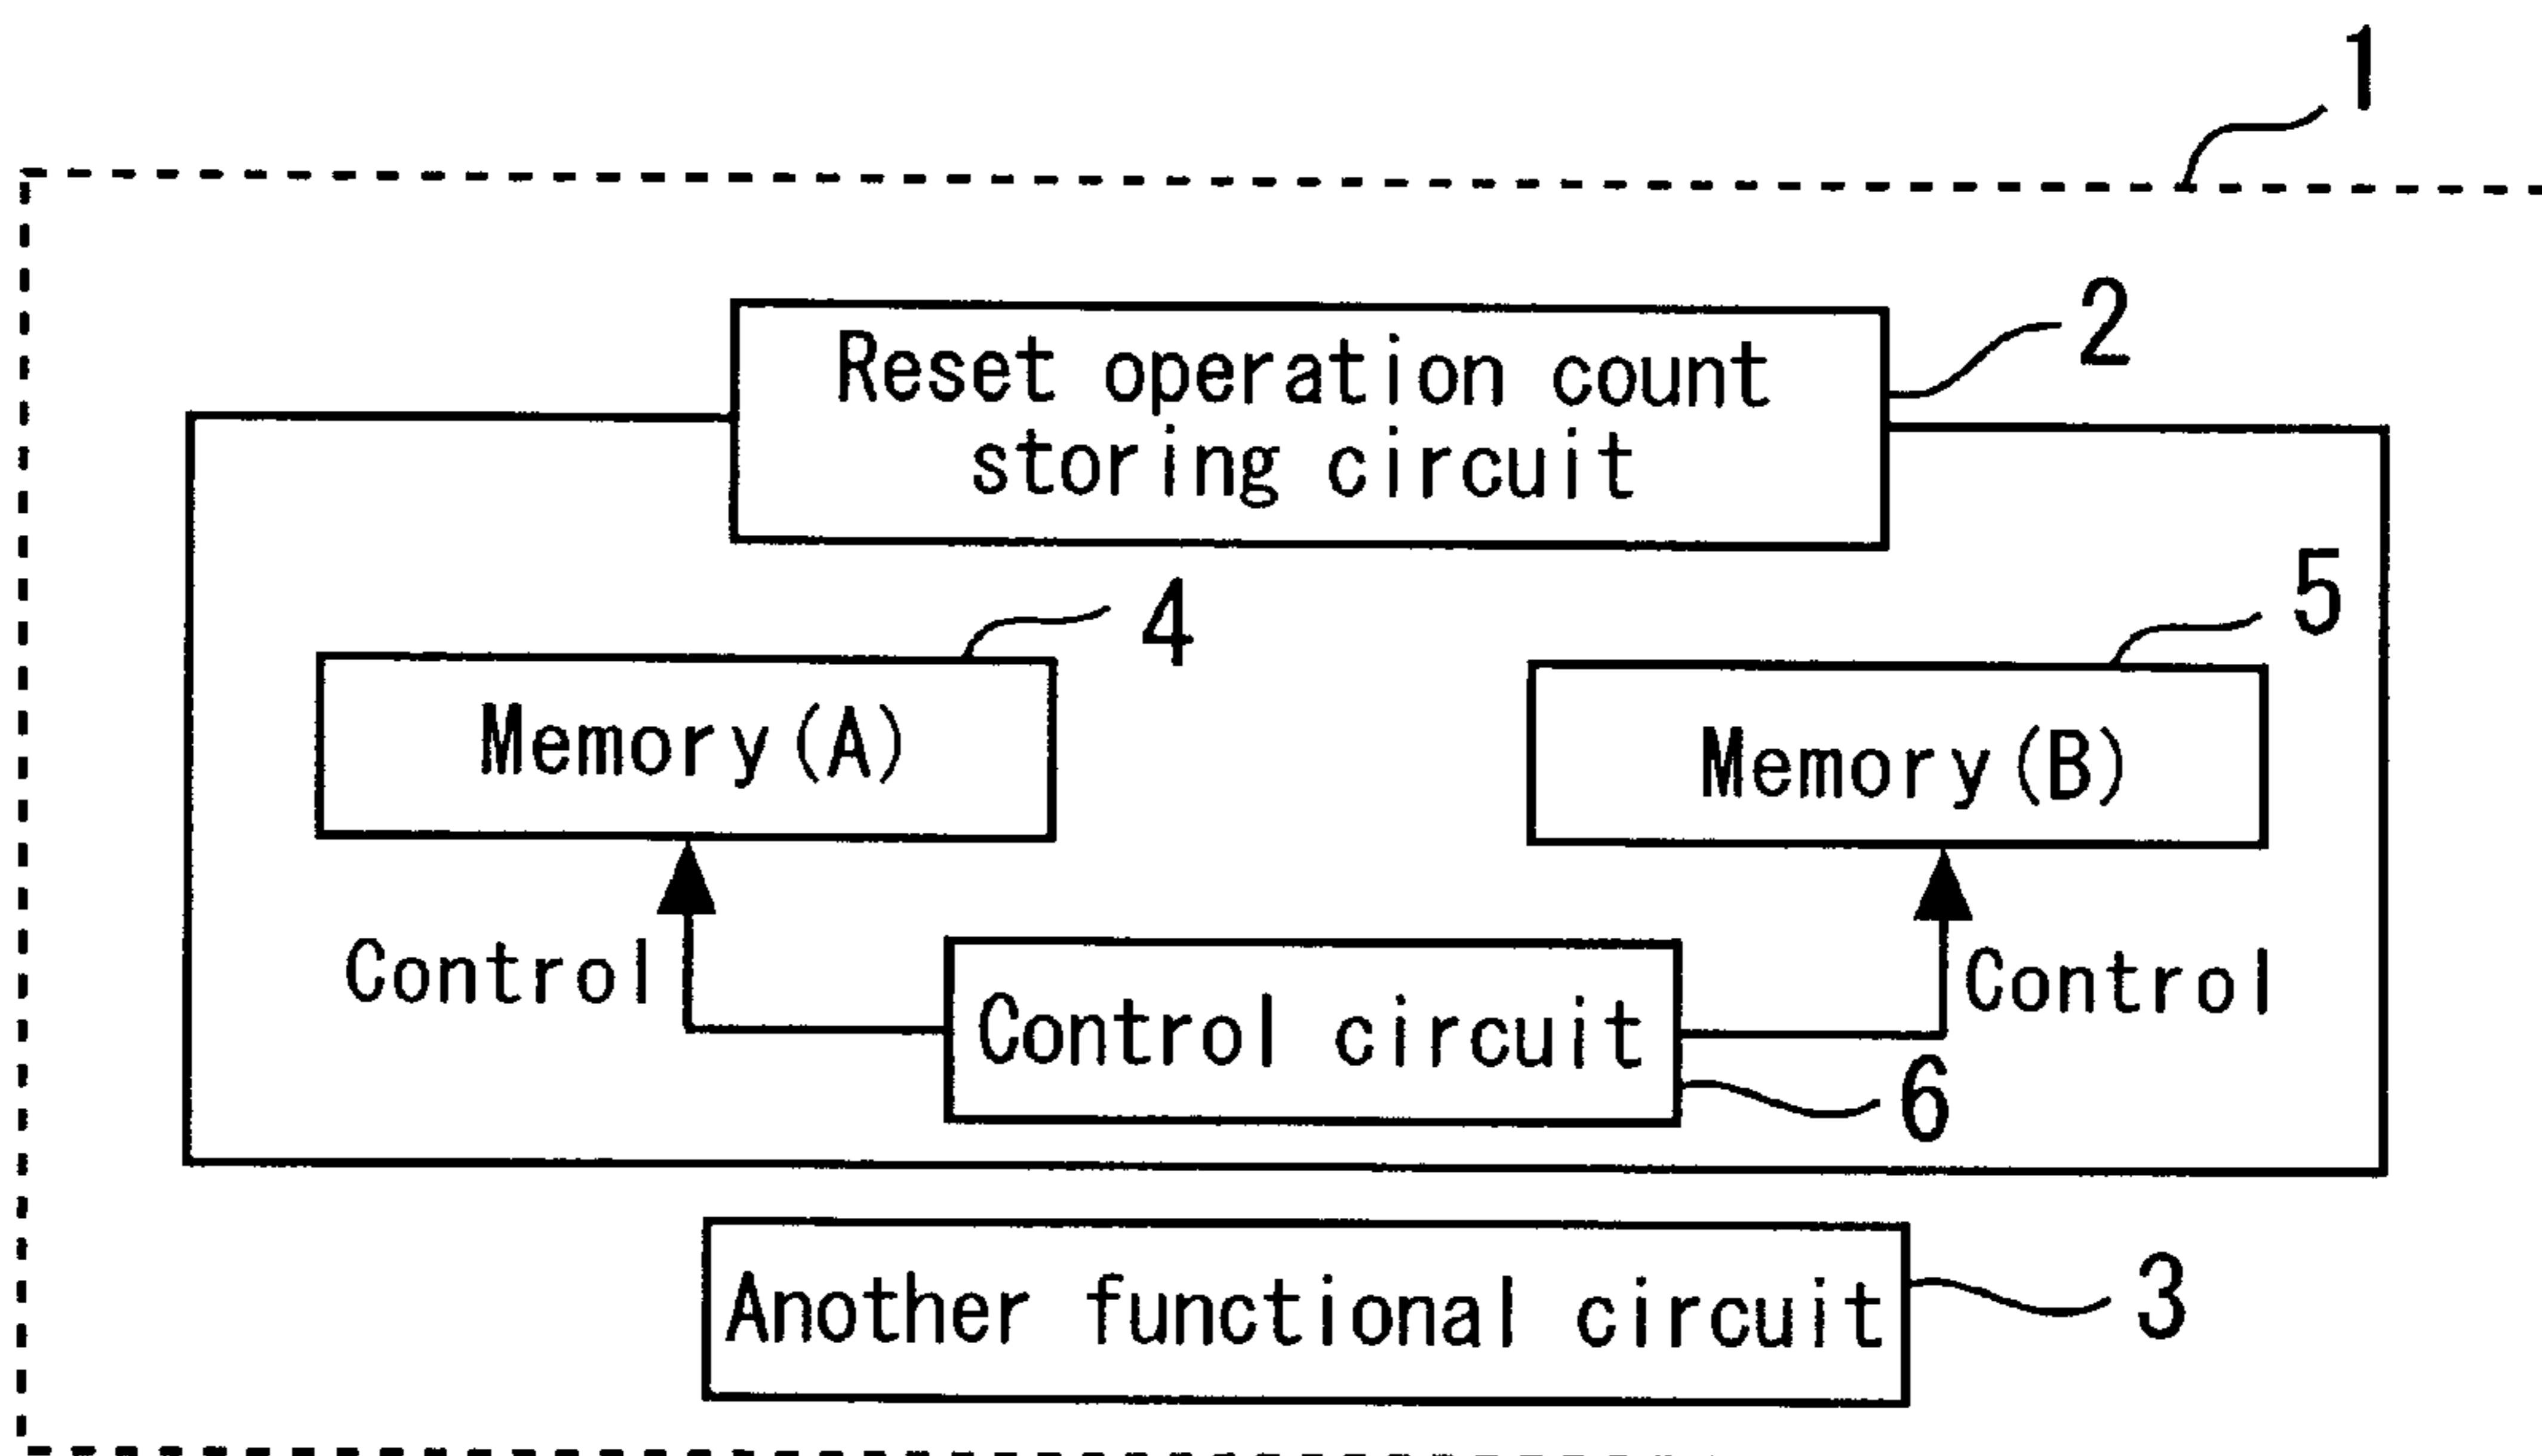 1
Reset operation count
storing circuit
2
4
5
Memory(A)
Memory(B)
Control
Control circuit
Control
6
Another functional circuit
3